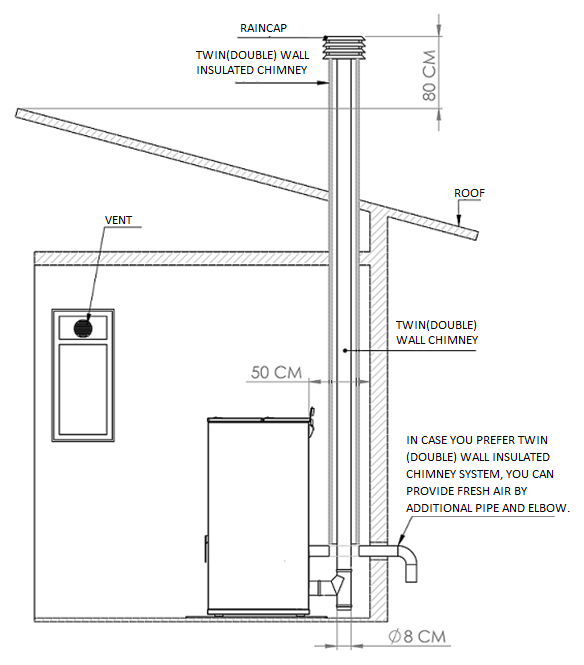 RAINCAP
TWIN(DOUBLE) WALL
INSULATED CHIMNEY
80 CM
ROOF
VENT
TWIN(DOUBLE)
WALL CHIMNEY
50 CM
IN CASE YOU PREFER TWIN
(DOUBLE) WALL INSULATED
CHIMNEY SYSTEM, YOU CAN
PROVIDE FRESH AIR BY
ADDITIONAL PIPE AND ELBOW.
Ø8 CM